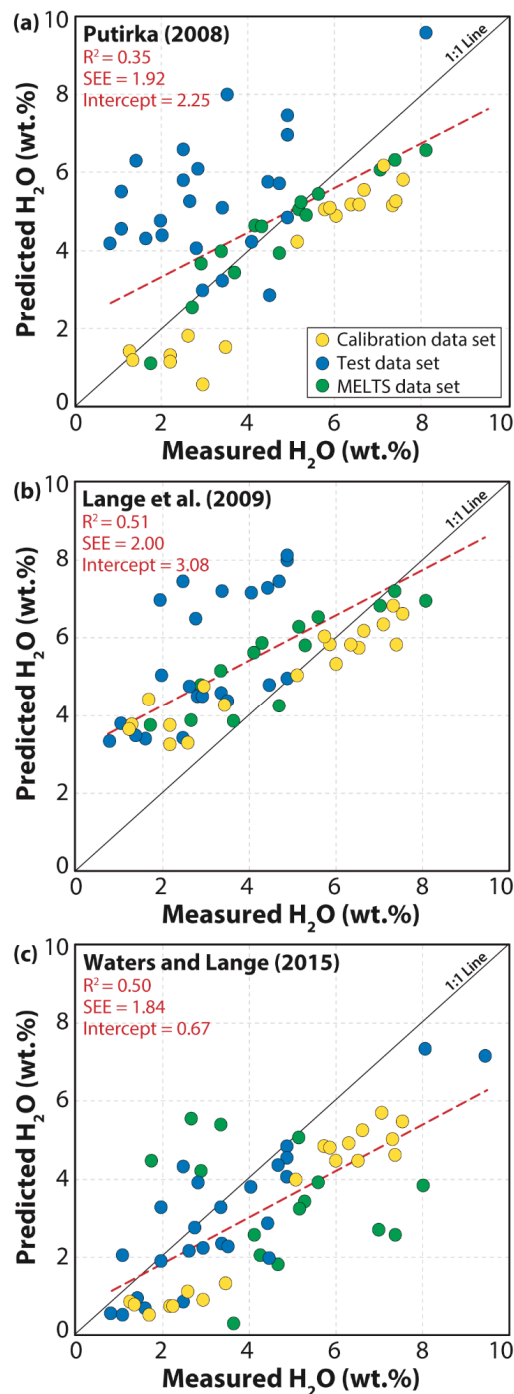 (a)
Putirka (2008)
R² = 0.35
SEE = 1.92
Intercept = 2.25
1:1 Line
10
8
6
4
2
0
Predicted H₂O (wt.%)
Calibration data set
Test data set
MELTS data set
0 2 4 6 8 10
Measured H₂O (wt.%)
(b)
Lange et al. (2009)
R² = 0.51
SEE = 2.00
Intercept = 3.08
1:1 Line
10
8
6
4
2
0
Predicted H₂O (wt.%)
0 2 4 6 8 10
Measured H₂O (wt.%)
(c)
Waters and Lange (2015)
R² = 0.50
SEE = 1.84
Intercept = 0.67
1:1 Line
10
8
6
4
2
0
Predicted H₂O (wt.%)
0 2 4 6 8 10
Measured H₂O (wt.%)